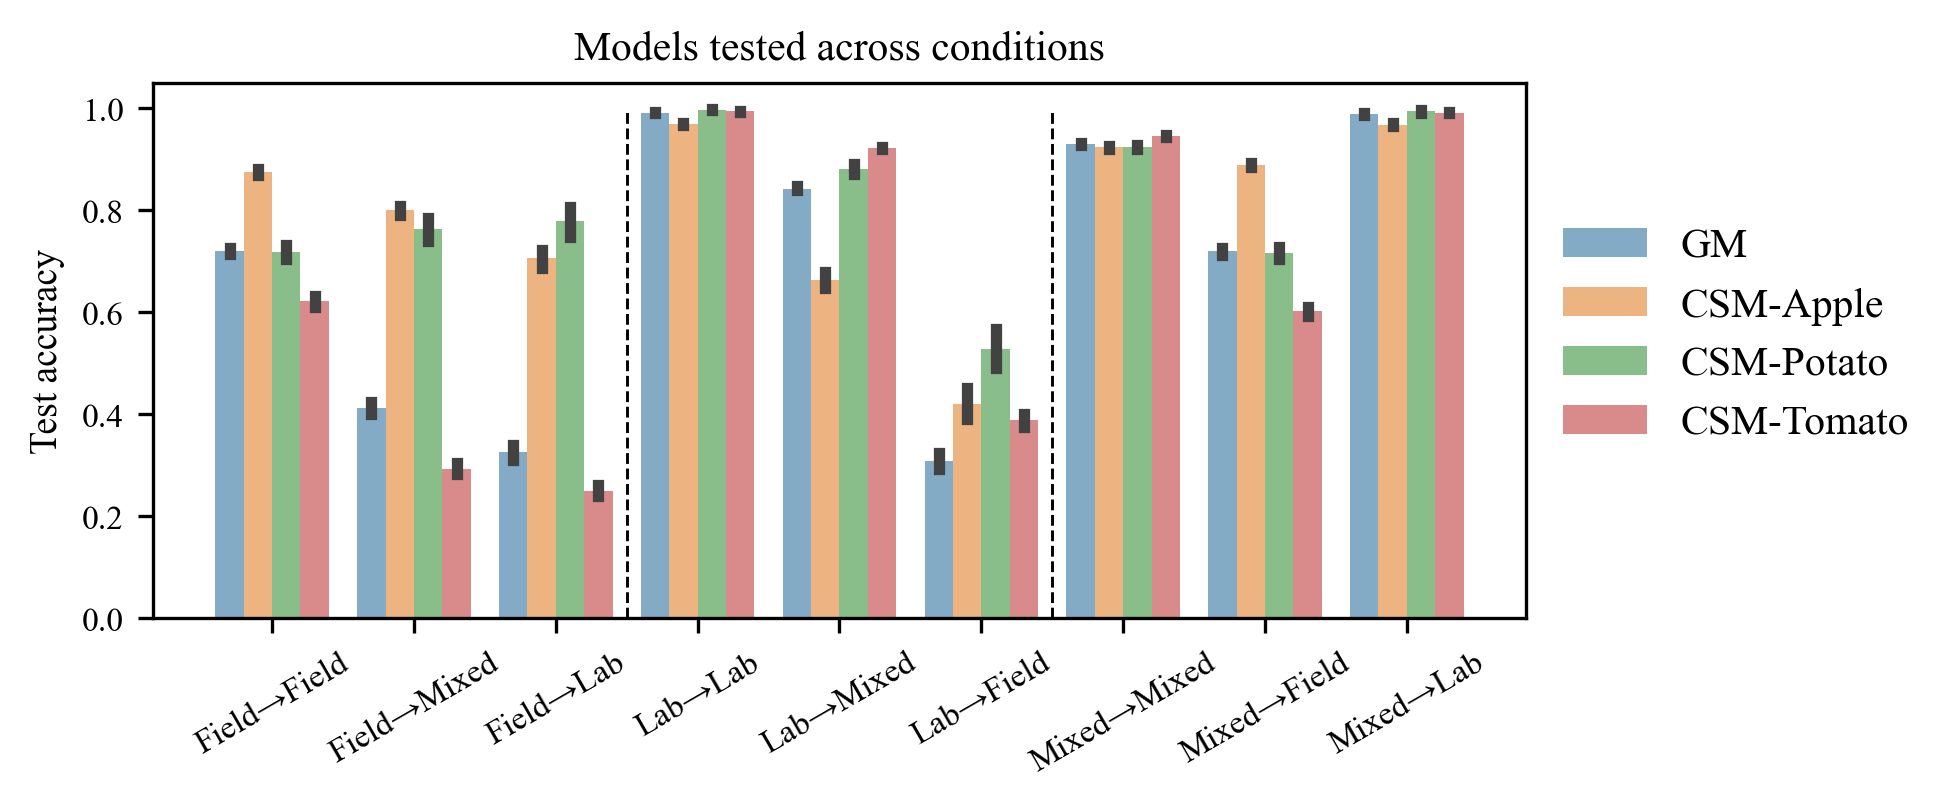 Models tested across conditions
Test accuracy
1.0
0.8
0.6
0.4
0.2
0.0
Field→Field
Field→Mixed
Field→Lab
Lab→Lab
Lab→Mixed
Lab→Field
Mixed→Mixed
Mixed→Field
Mixed→Lab
GM
CSM-Apple
CSM-Potato
CSM-Tomato